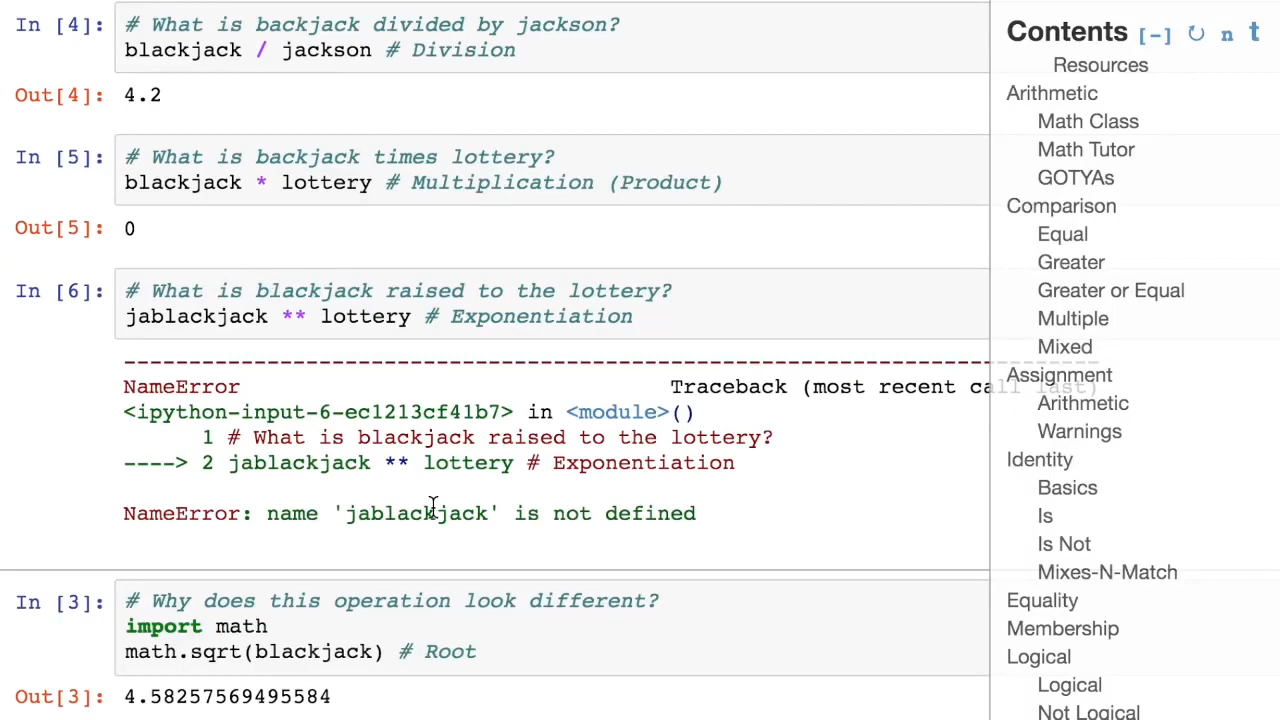 In [4]: # What is backjack divided by jackson?
blackjack / jackson # Division
Out[4]: 4.2
In [5]: # What is backjack times lottery?
blackjack * lottery # Multiplication (Product)
Out[5]: 0
In [6]: # What is blackjack raised to the lottery?
jablackjack ** lottery # Exponentiation
---------------------------------------------------------------------------
NameError Traceback (most recent call last)
<ipython-input-6-ec1213cf41b7> in <module>()
1 # What is blackjack raised to the lottery?
----> 2 jablackjack ** lottery # Exponentiation
NameError: name 'jablackjack' is not defined
In [3]: # Why does this operation look different?
import math
math.sqrt(blackjack) # Root
Out[3]: 4.58257569495584
Contents [-] ↻ n t
Resources
Arithmetic
Math Class
Math Tutor
GOTYAs
Comparison
Equal
Greater
Greater or Equal
Multiple
Mixed
Assignment
Arithmetic
Warnings
Identity
Basics
Is
Is Not
Mixes-N-Match
Equality
Membership
Logical
Logical
Not Logical